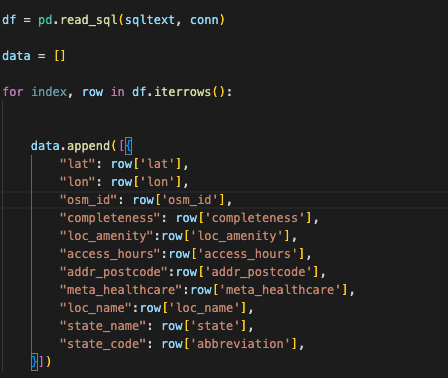 df = pd.read_sql(sqltext, conn)
data = []
for index, row in df.iterrows():
data.append([{
"lat": row['lat'],
"lon": row['lon'],
"osm_id": row['osm_id'],
"completeness": row['completeness'],
"loc_amenity":row['loc_amenity'],
"access_hours":row['access_hours'],
"addr_postcode":row['addr_postcode'],
"meta_healthcare":row['meta_healthcare'],
"loc_name":row['loc_name'],
"state_name": row['state'],
"state_code": row['abbreviation'],
}])